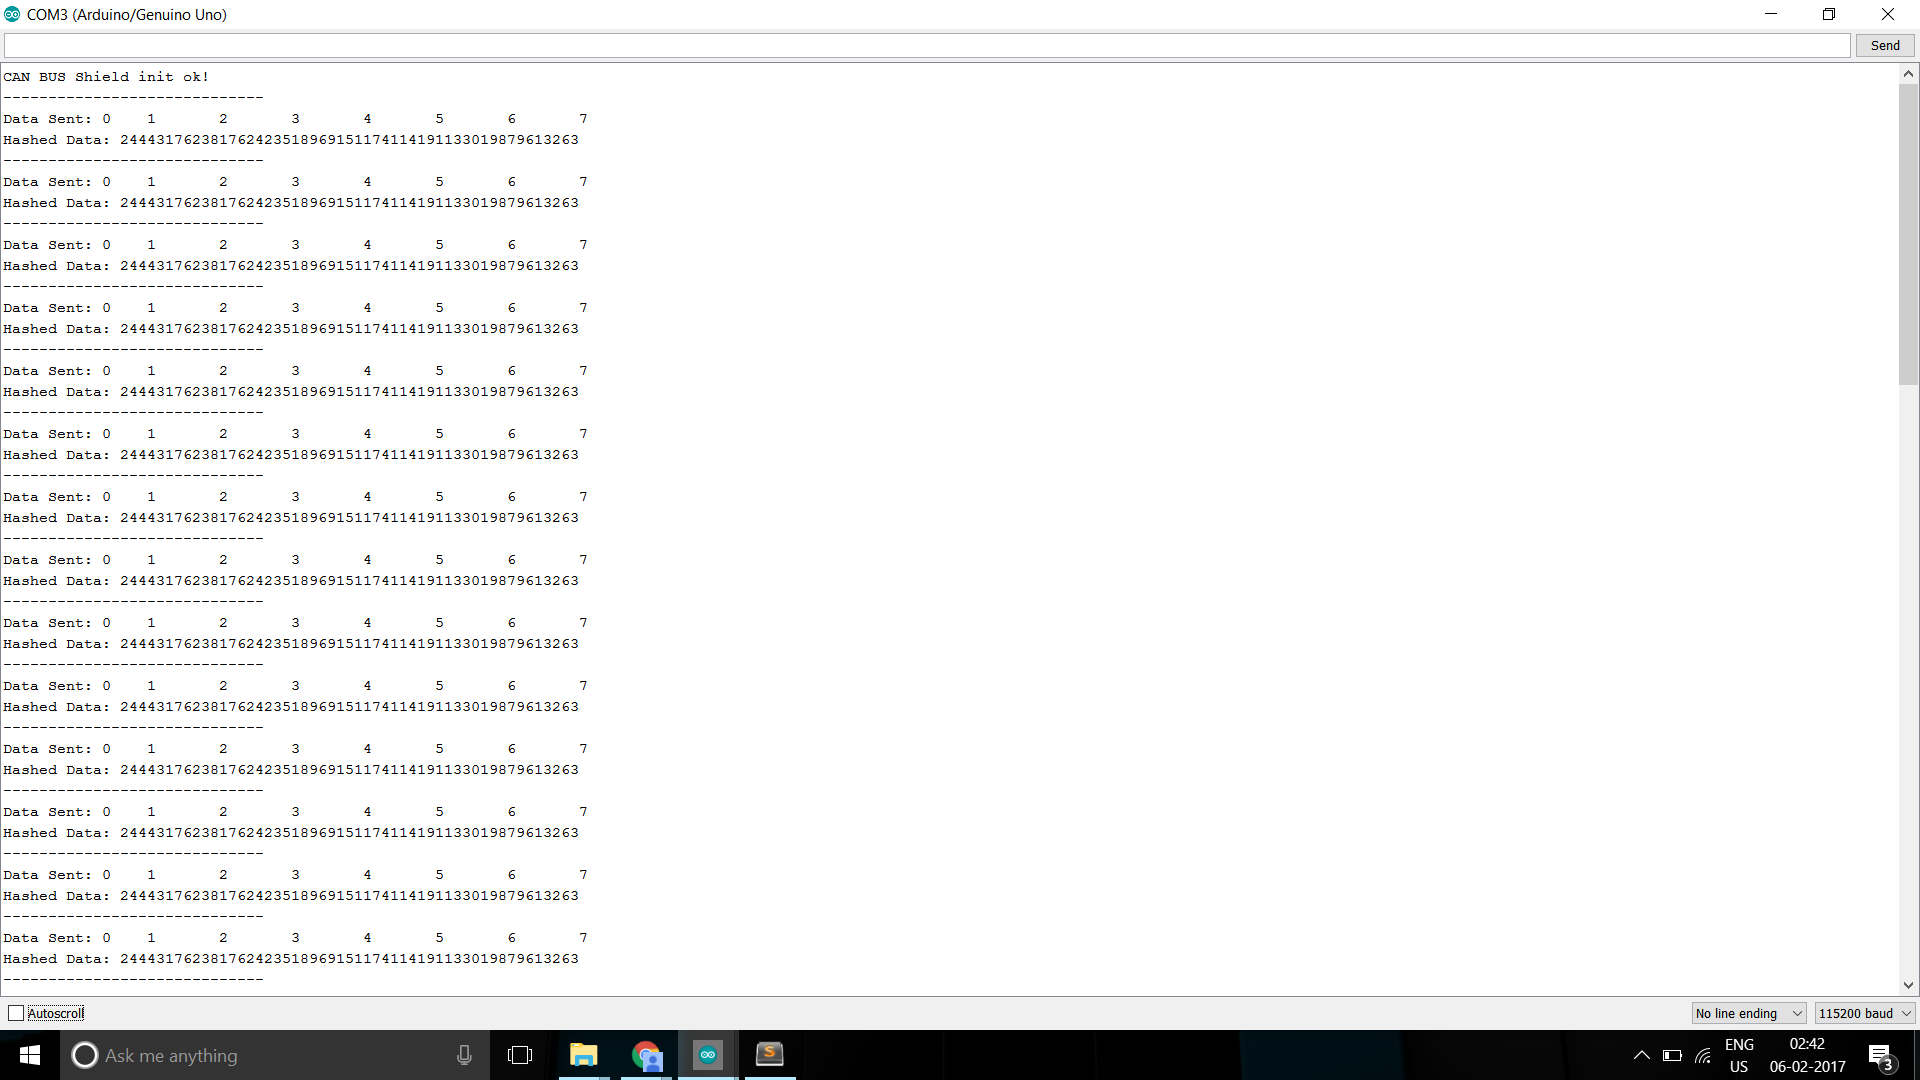 COM3 (Arduino/Genuino Uno)
Send
CAN BUS Shield init ok!
-----------------------------
Data Sent: 0    1       2       3       4       5       6       7
Hashed Data: 244431762381762423518969151174114191133019879613263
-----------------------------
Data Sent: 0    1       2       3       4       5       6       7
Hashed Data: 244431762381762423518969151174114191133019879613263
-----------------------------
Data Sent: 0    1       2       3       4       5       6       7
Hashed Data: 244431762381762423518969151174114191133019879613263
-----------------------------
Data Sent: 0    1       2       3       4       5       6       7
Hashed Data: 244431762381762423518969151174114191133019879613263
-----------------------------
Data Sent: 0    1       2       3       4       5       6       7
Hashed Data: 244431762381762423518969151174114191133019879613263
-----------------------------
Data Sent: 0    1       2       3       4       5       6       7
Hashed Data: 244431762381762423518969151174114191133019879613263
-----------------------------
Data Sent: 0    1       2       3       4       5       6       7
Hashed Data: 244431762381762423518969151174114191133019879613263
-----------------------------
Data Sent: 0    1       2       3       4       5       6       7
Hashed Data: 244431762381762423518969151174114191133019879613263
-----------------------------
Data Sent: 0    1       2       3       4       5       6       7
Hashed Data: 244431762381762423518969151174114191133019879613263
-----------------------------
Data Sent: 0    1       2       3       4       5       6       7
Hashed Data: 244431762381762423518969151174114191133019879613263
-----------------------------
Data Sent: 0    1       2       3       4       5       6       7
Hashed Data: 244431762381762423518969151174114191133019879613263
-----------------------------
Data Sent: 0    1       2       3       4       5       6       7
Hashed Data: 244431762381762423518969151174114191133019879613263
-----------------------------
Data Sent: 0    1       2       3       4       5       6       7
Hashed Data: 244431762381762423518969151174114191133019879613263
-----------------------------
Data Sent: 0    1       2       3       4       5       6       7
Hashed Data: 244431762381762423518969151174114191133019879613263
-----------------------------
Autoscroll
No line ending
115200 baud
Ask me anything
ENG
US
02:42
06-02-2017
3